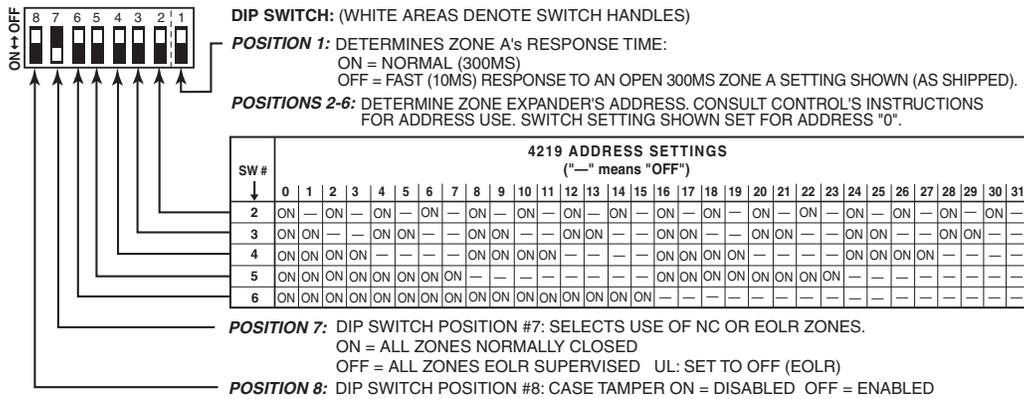 ON ↔ OFF
8 7 6 5 4 3 2 1
DIP SWITCH: (WHITE AREAS DENOTE SWITCH HANDLES)
POSITION 1: DETERMINES ZONE A's RESPONSE TIME:
ON = NORMAL (300MS)
OFF = FAST (10MS) RESPONSE TO AN OPEN 300MS ZONE A SETTING SHOWN (AS SHIPPED).
POSITIONS 2-6: DETERMINE ZONE EXPANDER'S ADDRESS. CONSULT CONTROL'S INSTRUCTIONS
FOR ADDRESS USE. SWITCH SETTING SHOWN SET FOR ADDRESS "0".
4219 ADDRESS SETTINGS
("—" means "OFF")
SW # 0 1 2 3 4 5 6 7 8 9 10 11 12 13 14 15 16 17 18 19 20 21 22 23 24 25 26 27 28 29 30 31
2 ON — ON — ON — ON — ON — ON — ON — ON — ON — ON — ON — ON — ON — ON — ON — ON —
3 ON ON — — ON ON — — ON ON — — ON ON — — ON ON — — ON ON — — ON ON — — ON ON — —
4 ON ON ON ON — — — — ON ON ON ON — — — — ON ON ON ON — — — — ON ON ON ON — — — —
5 ON ON ON ON ON ON ON ON — — — — — — — — ON ON ON ON ON ON ON ON — — — — — — — —
6 ON ON ON ON ON ON ON ON ON ON ON ON ON ON ON ON — — — — — — — — — — — — — — — —
POSITION 7: DIP SWITCH POSITION #7: SELECTS USE OF NC OR EOLR ZONES.
ON = ALL ZONES NORMALLY CLOSED
OFF = ALL ZONES EOLR SUPERVISED UL: SET TO OFF (EOLR)
POSITION 8: DIP SWITCH POSITION #8: CASE TAMPER ON = DISABLED OFF = ENABLED